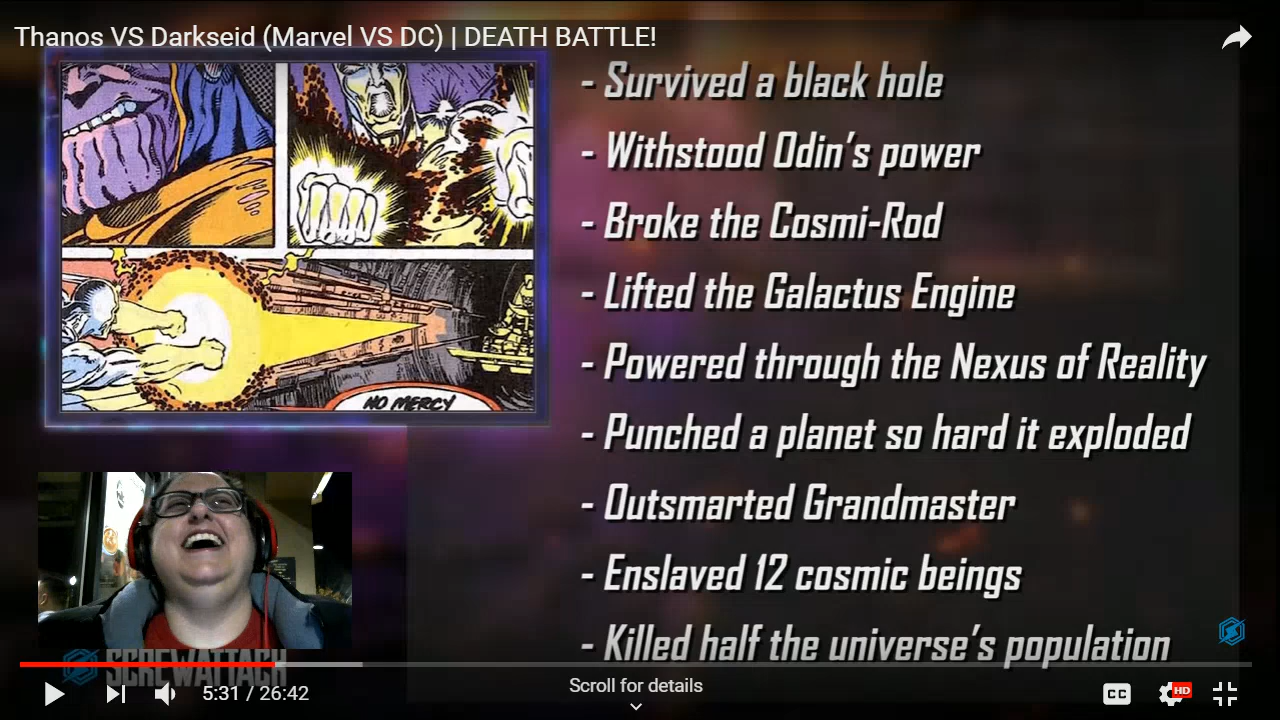 Thanos VS Darkseid (Marvel VS DC) | DEATH BATTLE!
- Survived a black hole
- Withstood Odin's power
- Broke the Cosmi-Rod
- Lifted the Galactus Engine
- Powered through the Nexus of Reality
NO MERCY
- Punched a planet so hard it exploded
- Outsmarted Grandmaster
- Enslaved 12 cosmic beings
- Killed half the universe's population
SCREWATTACK
5:31 / 26:42
Scroll for details
CC
HD